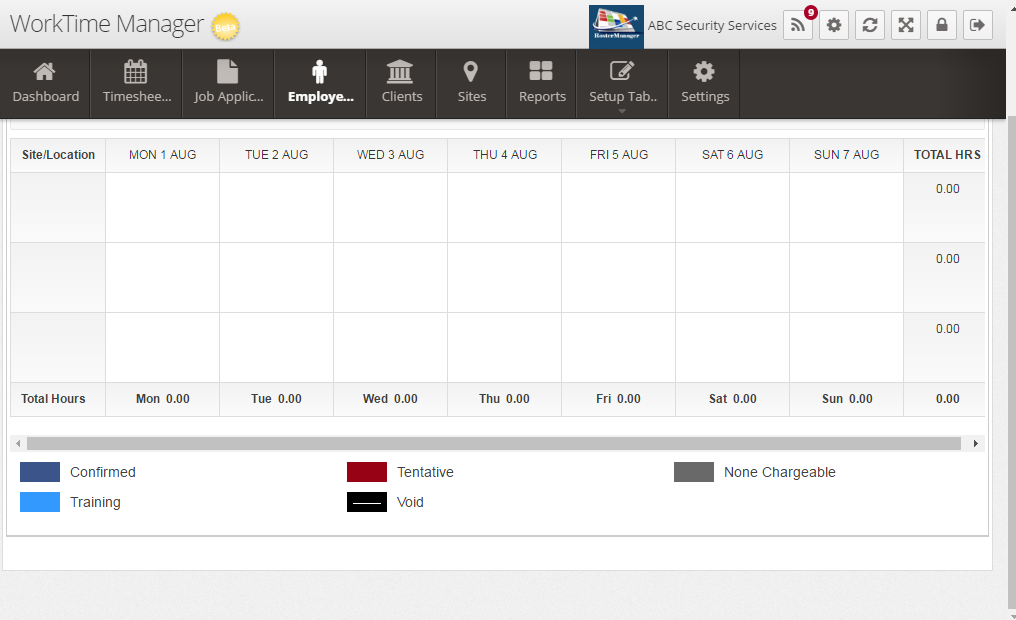 WorkTime Manager Beta
RosterManager
ABC Security Services
9
Dashboard Timeshee... Job Applic... Employe... Clients Sites Reports Setup Tab.. Settings
Site/Location MON 1 AUG TUE 2 AUG WED 3 AUG THU 4 AUG FRI 5 AUG SAT 6 AUG SUN 7 AUG TOTAL HRS
0.00
0.00
0.00
Total Hours Mon 0.00 Tue 0.00 Wed 0.00 Thu 0.00 Fri 0.00 Sat 0.00 Sun 0.00 0.00
Confirmed Tentative None Chargeable
Training Void